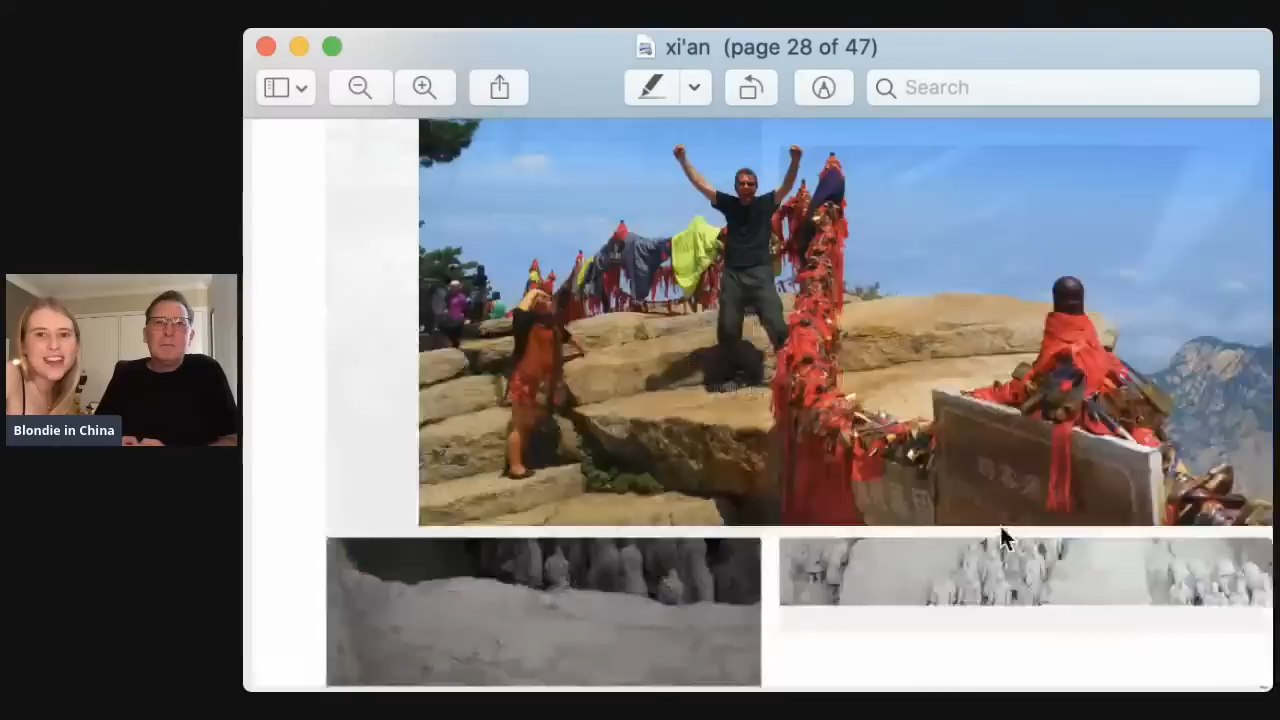 xi'an (page 28 of 47)
Search
Blondie in China